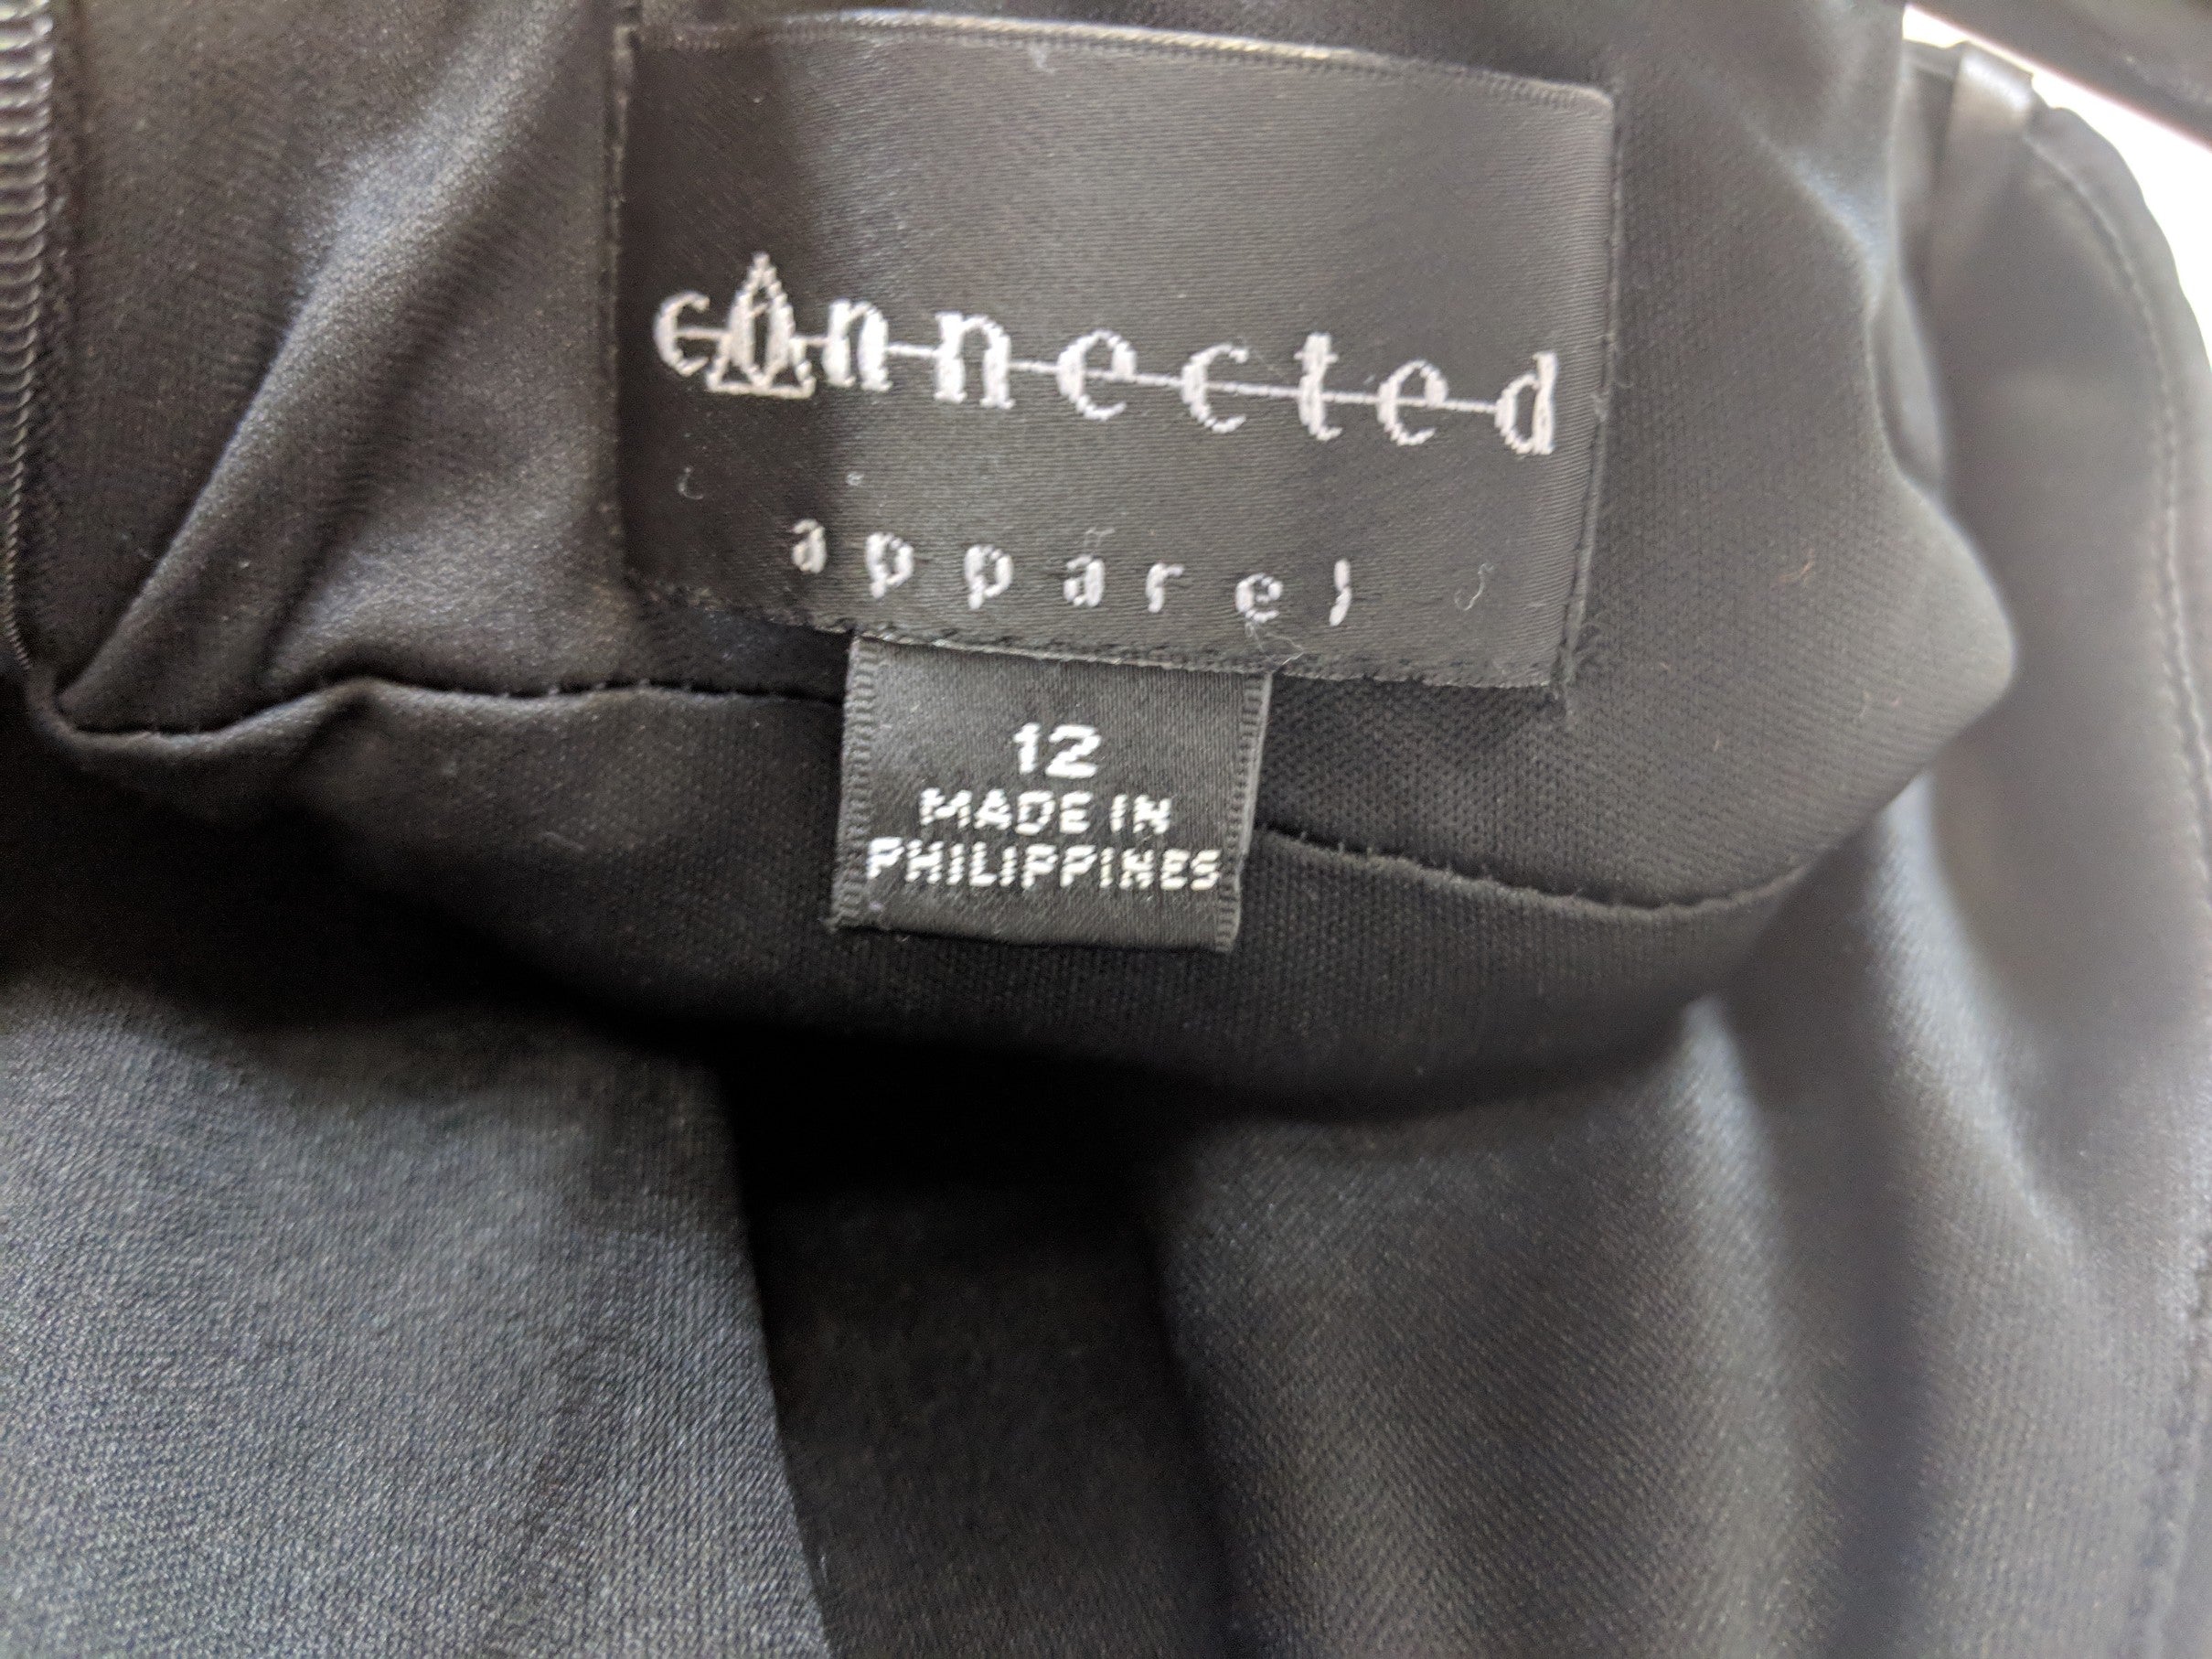 connected
apparel
12
MADE IN
PHILIPPINES